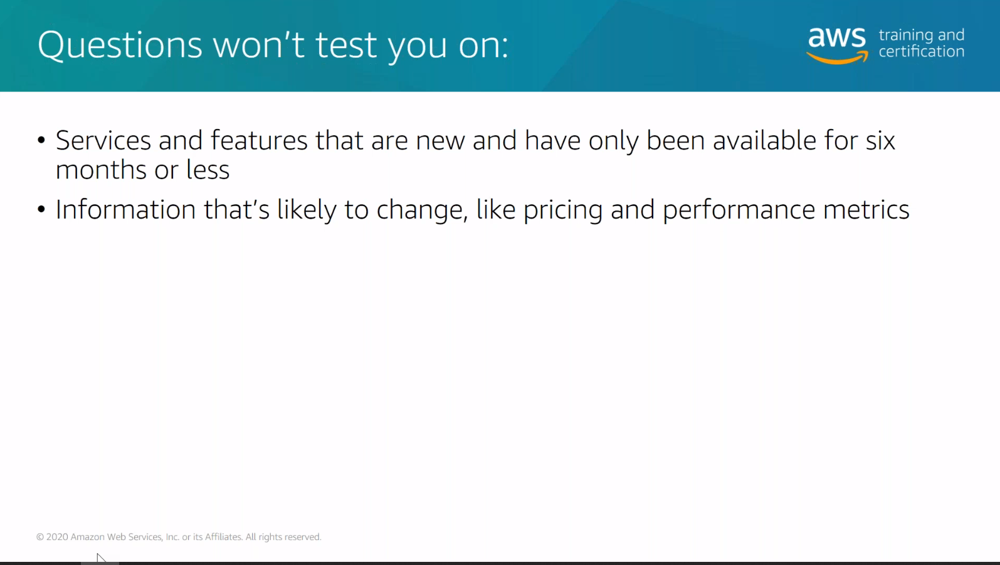 Questions won't test you on:
aws training and
certification
• Services and features that are new and have only been available for six
months or less
• Information that's likely to change, like pricing and performance metrics
© 2020 Amazon Web Services, Inc. or its Affiliates. All rights reserved.